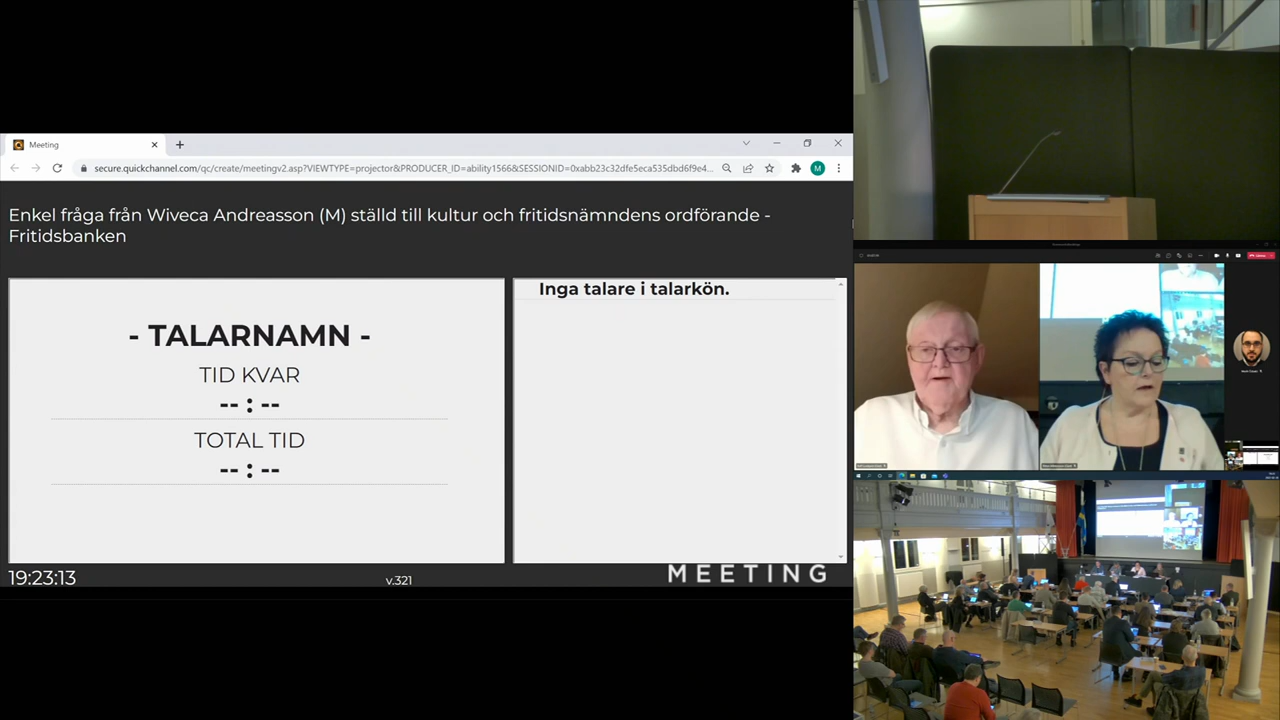 Meeting
secure.quickchannel.com/qc/create/meetingv2.asp?VIEWTYPE=projector&PRODUCER_ID=ability1566&SESSIONID=0xabb23c32dfe5eca535dbd6f9e4...
M
Enkel fråga från Wiveca Andreasson (M) ställd till kultur och fritidsnämndens ordförande -
Fritidsbanken
- TALARNAMN -
TID KVAR
-- : --
TOTAL TID
-- : --
Inga talare i talarkön.
19:23:13
v.321
MEETING